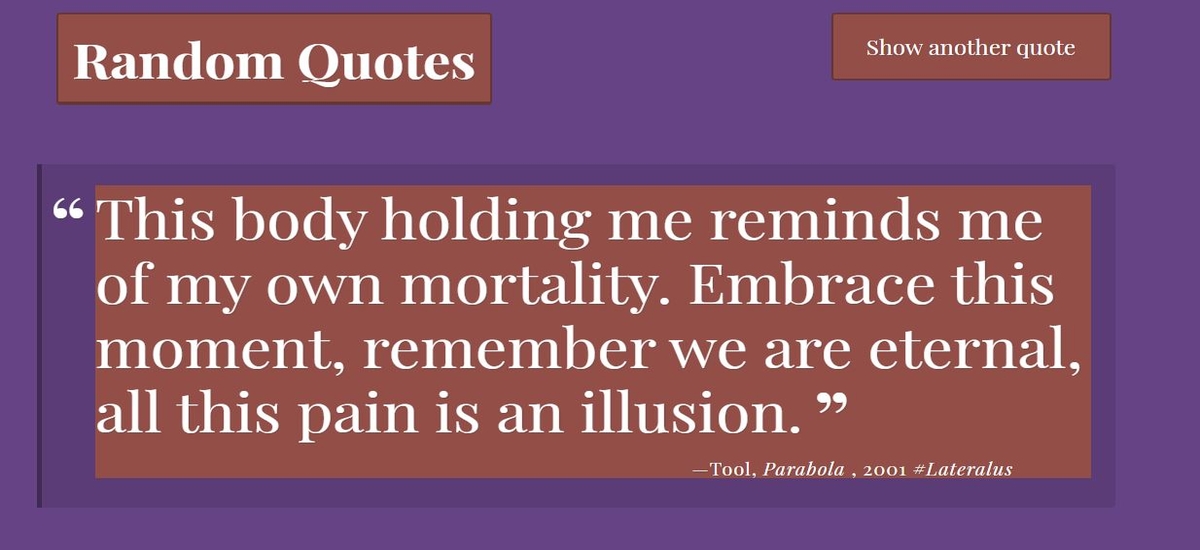 Random Quotes
Show another quote
“ This body holding me reminds me
of my own mortality. Embrace this
moment, remember we are eternal,
all this pain is an illusion. ”
—Tool, Parabola , 2001 #Lateralus